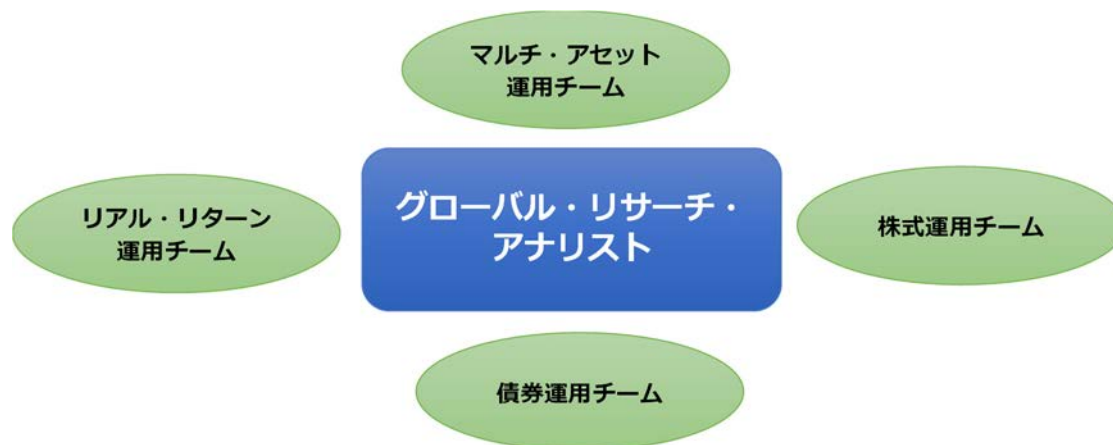 マルチ・アセット
運用チーム
グローバル・リサーチ・
アナリスト
リアル・リターン
運用チーム
株式運用チーム
債券運用チーム